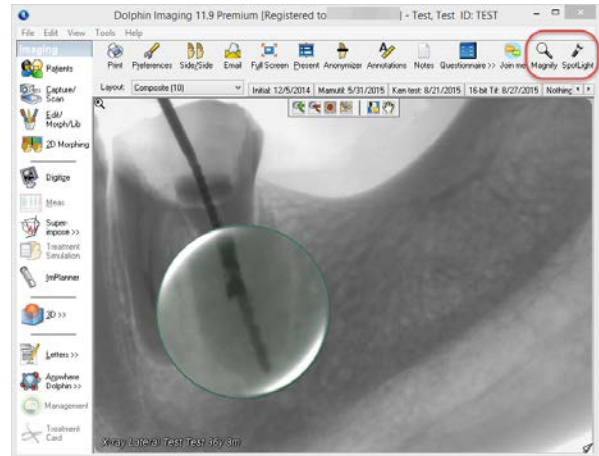 Dolphin Imaging 11.9 Premium [Registered to ] - Test, Test ID: TEST
File Edit View Tools Help
Imaging
Print Preferences Side/Side Email Full Screen Present Anonymizer Annotations Notes Questionnaire >> Join me Magnify SpotLight
Layout: Composite (10) Initial: 12/5/2014 Mamutil: 5/31/2015 Ken test: 8/21/2015 16-bit Tif: 8/27/2015 Nothing
Patients
Capture/
Scan
Edit/
Morph/Lib
2D Morphing
Digitize
Meas
Super-
impose >>
Treatment
Simulation
ImPlanner
3D >>
Letters >>
Anywhere
Dolphin >>
Management
Treatment
Card
X-Ray Lateral Test Test 36y 8m